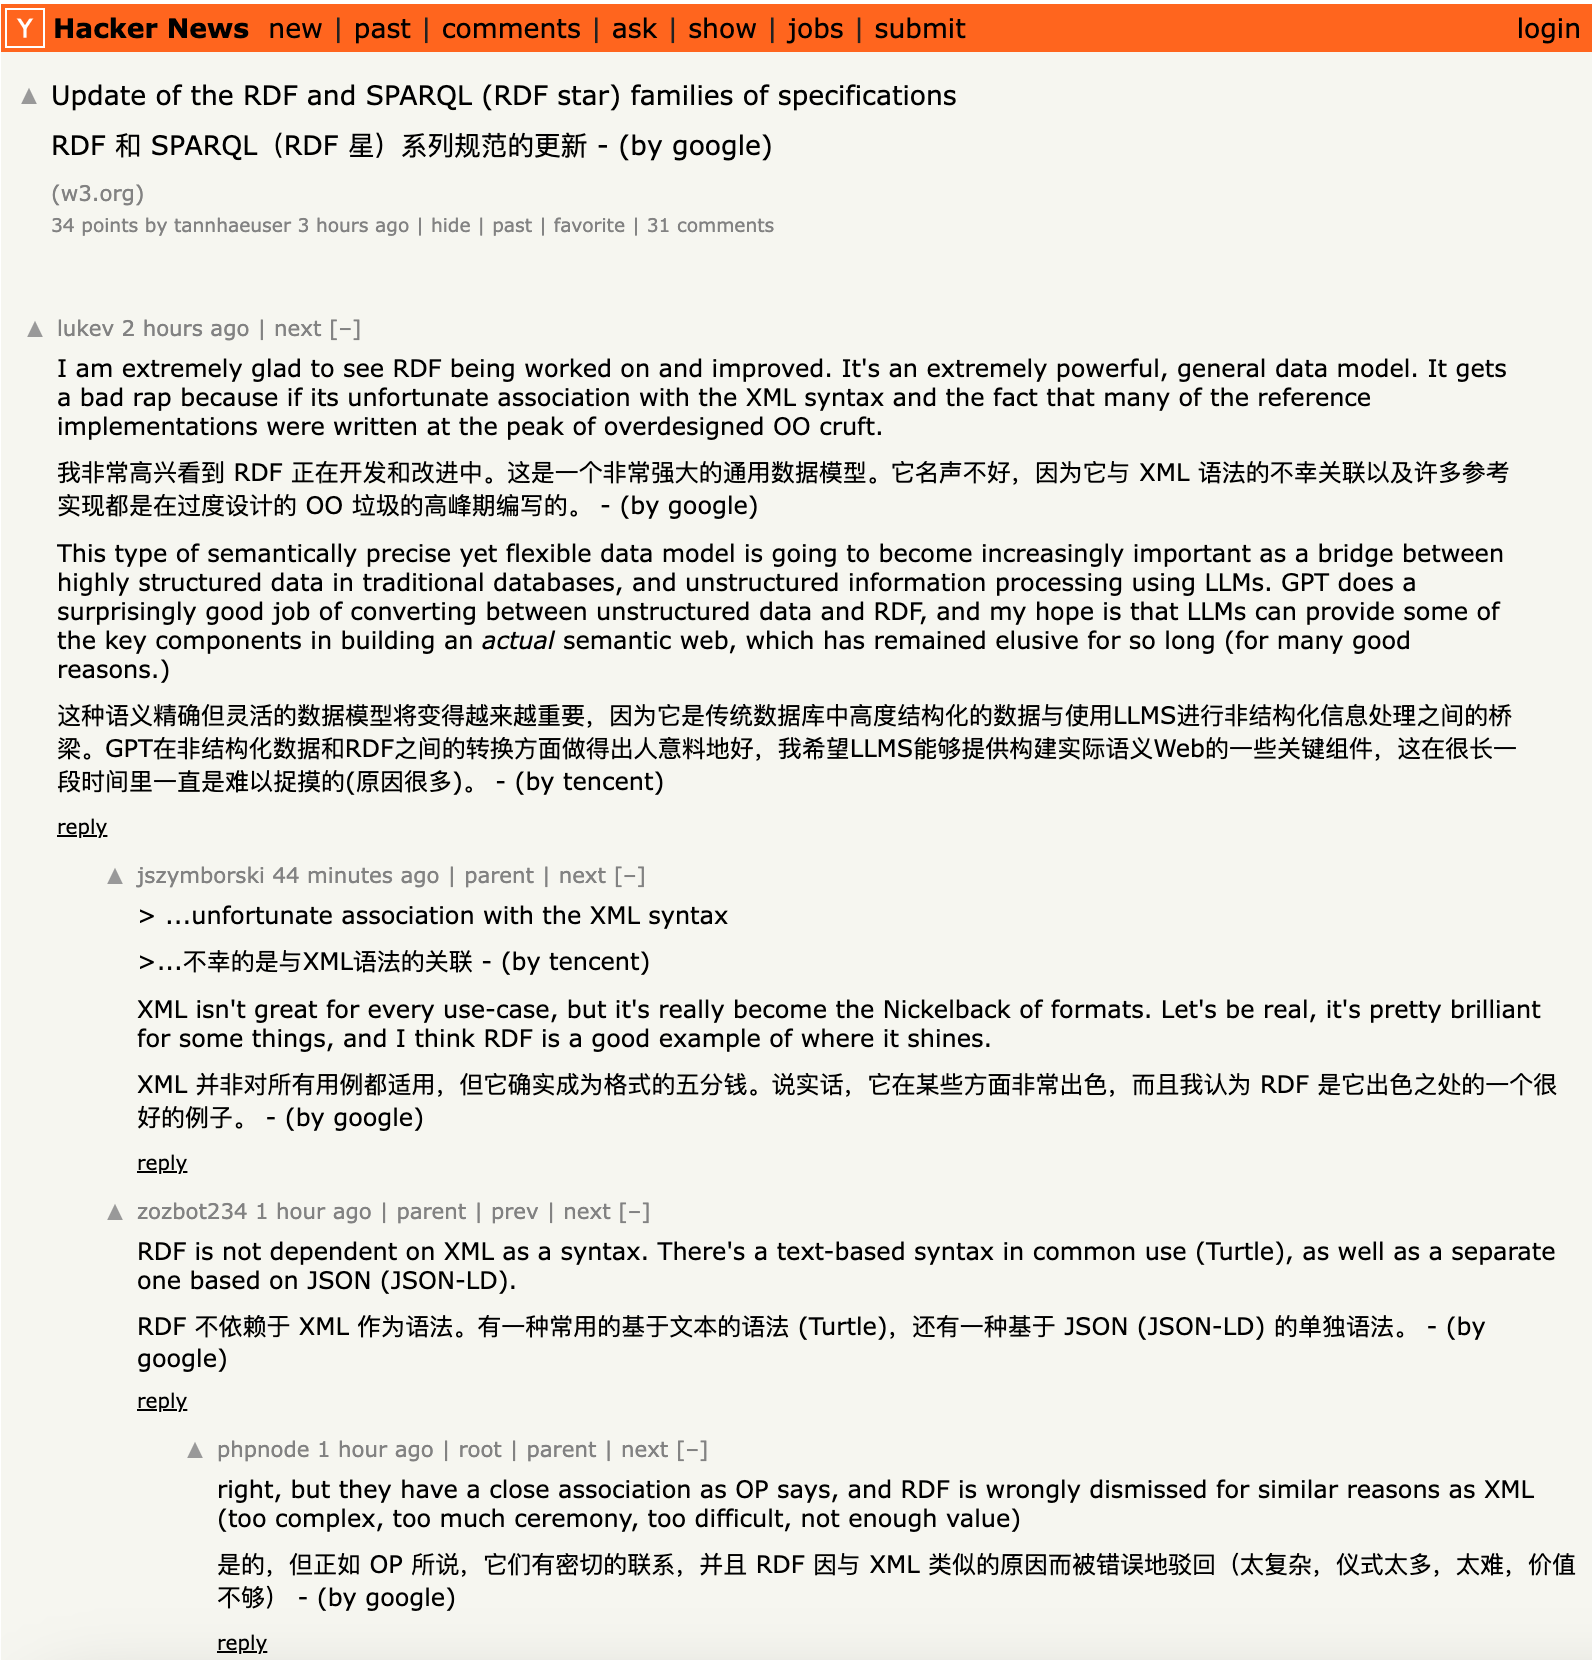 Y Hacker News new | past | comments | ask | show | jobs | submit login
▲ Update of the RDF and SPARQL (RDF star) families of specifications
RDF 和 SPARQL（RDF 星）系列规范的更新 - (by google)
(w3.org)
34 points by tannhaeuser 3 hours ago | hide | past | favorite | 31 comments
▲ lukev 2 hours ago | next [–]
I am extremely glad to see RDF being worked on and improved. It's an extremely powerful, general data model. It gets
a bad rap because if its unfortunate association with the XML syntax and the fact that many of the reference
implementations were written at the peak of overdesigned OO cruft.
我非常高兴看到 RDF 正在开发和改进中。这是一个非常强大的通用数据模型。它名声不好，因为它与 XML 语法的不幸关联以及许多参考
实现都是在过度设计的 OO 垃圾的高峰期编写的。 - (by google)
This type of semantically precise yet flexible data model is going to become increasingly important as a bridge between
highly structured data in traditional databases, and unstructured information processing using LLMs. GPT does a
surprisingly good job of converting between unstructured data and RDF, and my hope is that LLMs can provide some of
the key components in building an actual semantic web, which has remained elusive for so long (for many good
reasons.)
这种语义精确但灵活的数据模型将变得越来越重要，因为它是传统数据库中高度结构化的数据与使用LLMS进行非结构化信息处理之间的桥
梁。GPT在非结构化数据和RDF之间的转换方面做得出人意料地好，我希望LLMS能够提供构建实际语义Web的一些关键组件，这在很长一
段时间里一直是难以捉摸的(原因很多)。 - (by tencent)
reply
▲ jszymborski 44 minutes ago | parent | next [–]
> ...unfortunate association with the XML syntax
>...不幸的是与XML语法的关联 - (by tencent)
XML isn't great for every use-case, but it's really become the Nickelback of formats. Let's be real, it's pretty brilliant
for some things, and I think RDF is a good example of where it shines.
XML 并非对所有用例都适用，但它确实成为格式的五分钱。说实话，它在某些方面非常出色，而且我认为 RDF 是它出色之处的一个很
好的例子。 - (by google)
reply
▲ zozbot234 1 hour ago | parent | prev | next [–]
RDF is not dependent on XML as a syntax. There's a text-based syntax in common use (Turtle), as well as a separate
one based on JSON (JSON-LD).
RDF 不依赖于 XML 作为语法。有一种常用的基于文本的语法 (Turtle)，还有一种基于 JSON (JSON-LD) 的单独语法。 - (by
google)
reply
▲ phpnode 1 hour ago | root | parent | next [–]
right, but they have a close association as OP says, and RDF is wrongly dismissed for similar reasons as XML
(too complex, too much ceremony, too difficult, not enough value)
是的，但正如 OP 所说，它们有密切的联系，并且 RDF 因与 XML 类似的原因而被错误地驳回（太复杂，仪式太多，太难，价值
不够） - (by google)
reply